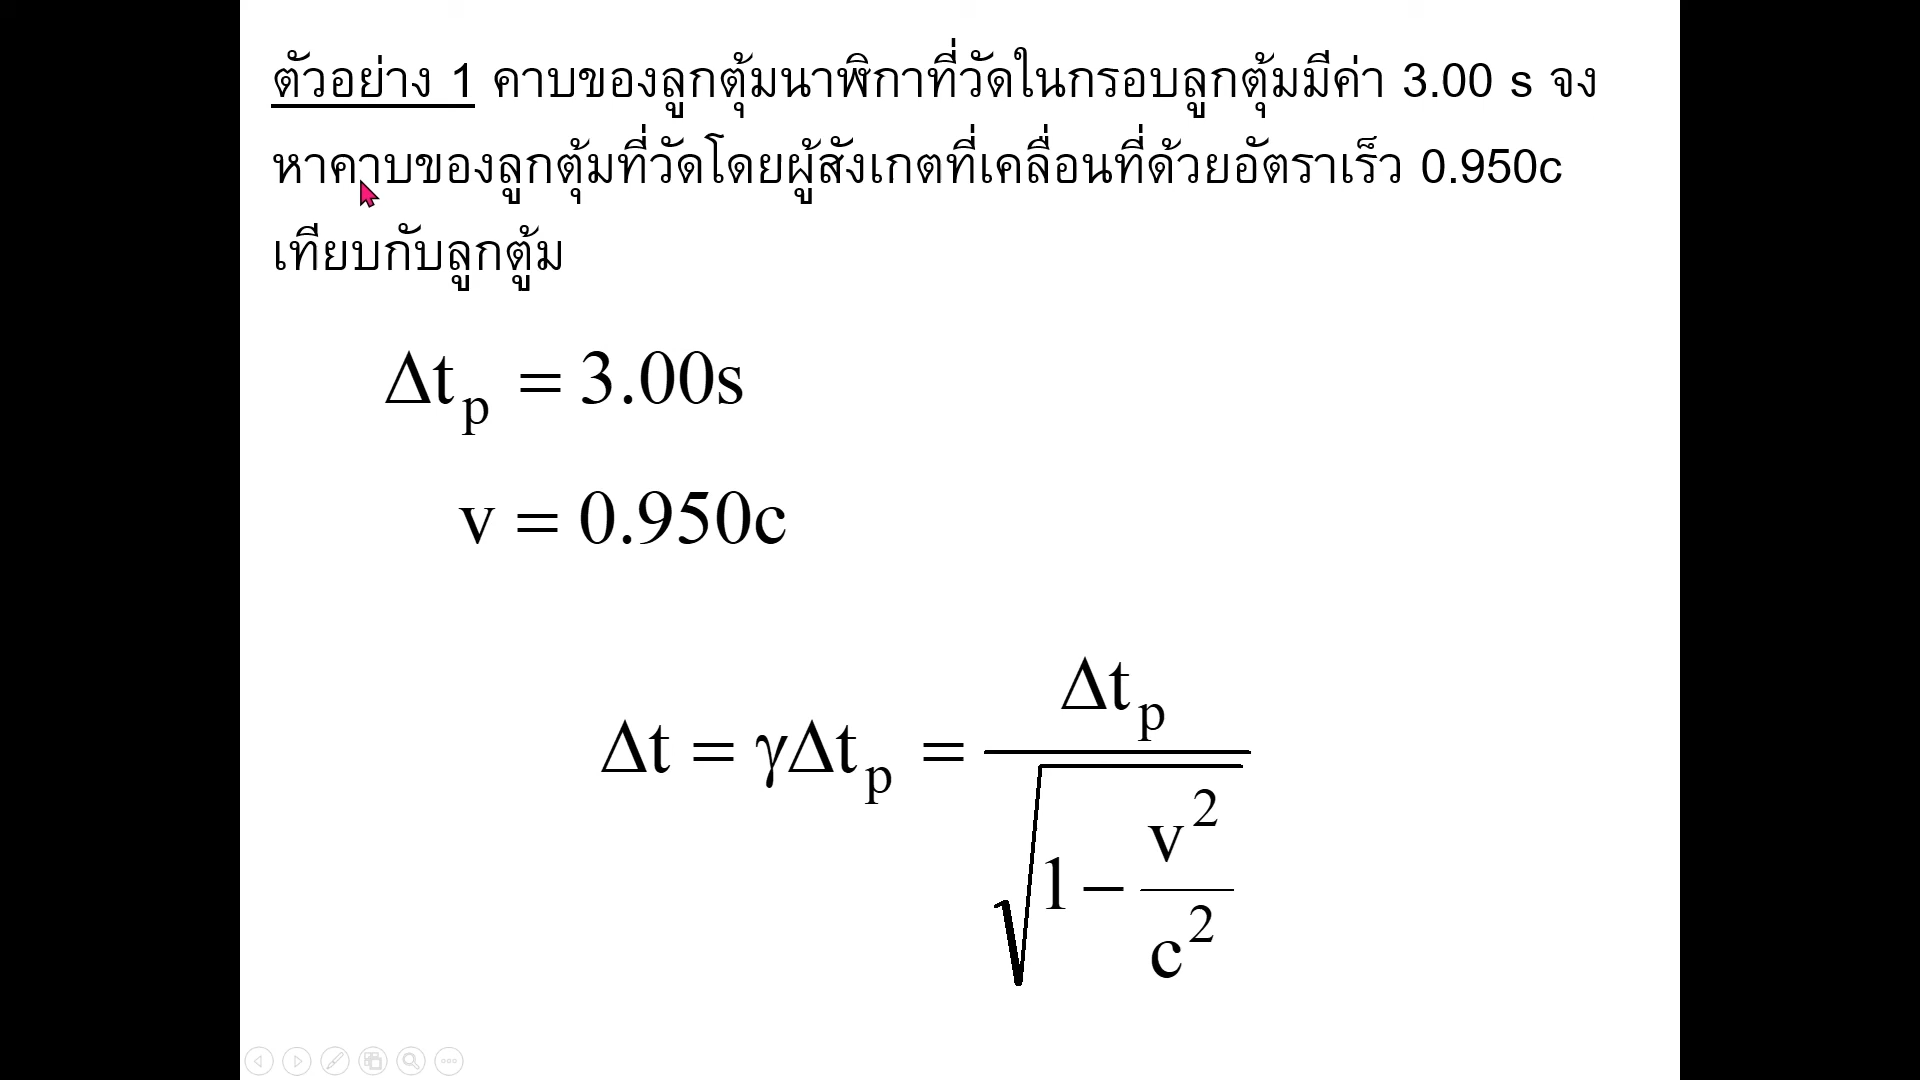 ตัวอย่าง 1 คาบของลูกตุ้มนาฬิกาที่วัดในกรอบลูกตุ้มมีค่า 3.00 s จง
หาคาบของลูกตุ้มที่วัดโดยผู้สังเกตที่เคลื่อนที่ด้วยอัตราเร็ว 0.950c
เทียบกับลูกตุ้ม
Δt_p = 3.00s
v = 0.950c
Δt = γΔt_p = Δt_p / √(1 − v²/c²)